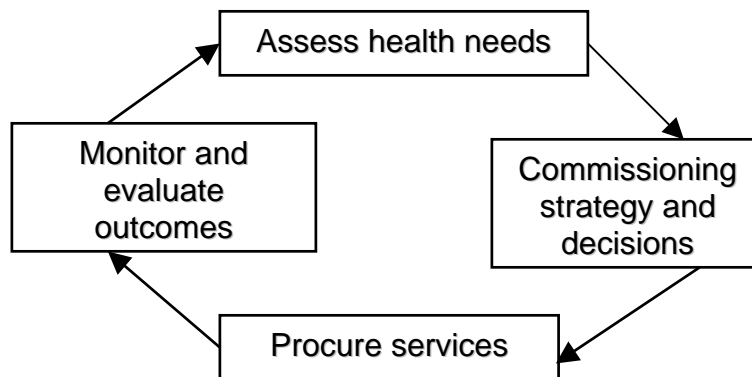 Assess health needs
Commissioning
strategy and
decisions
Procure services
Monitor and
evaluate
outcomes